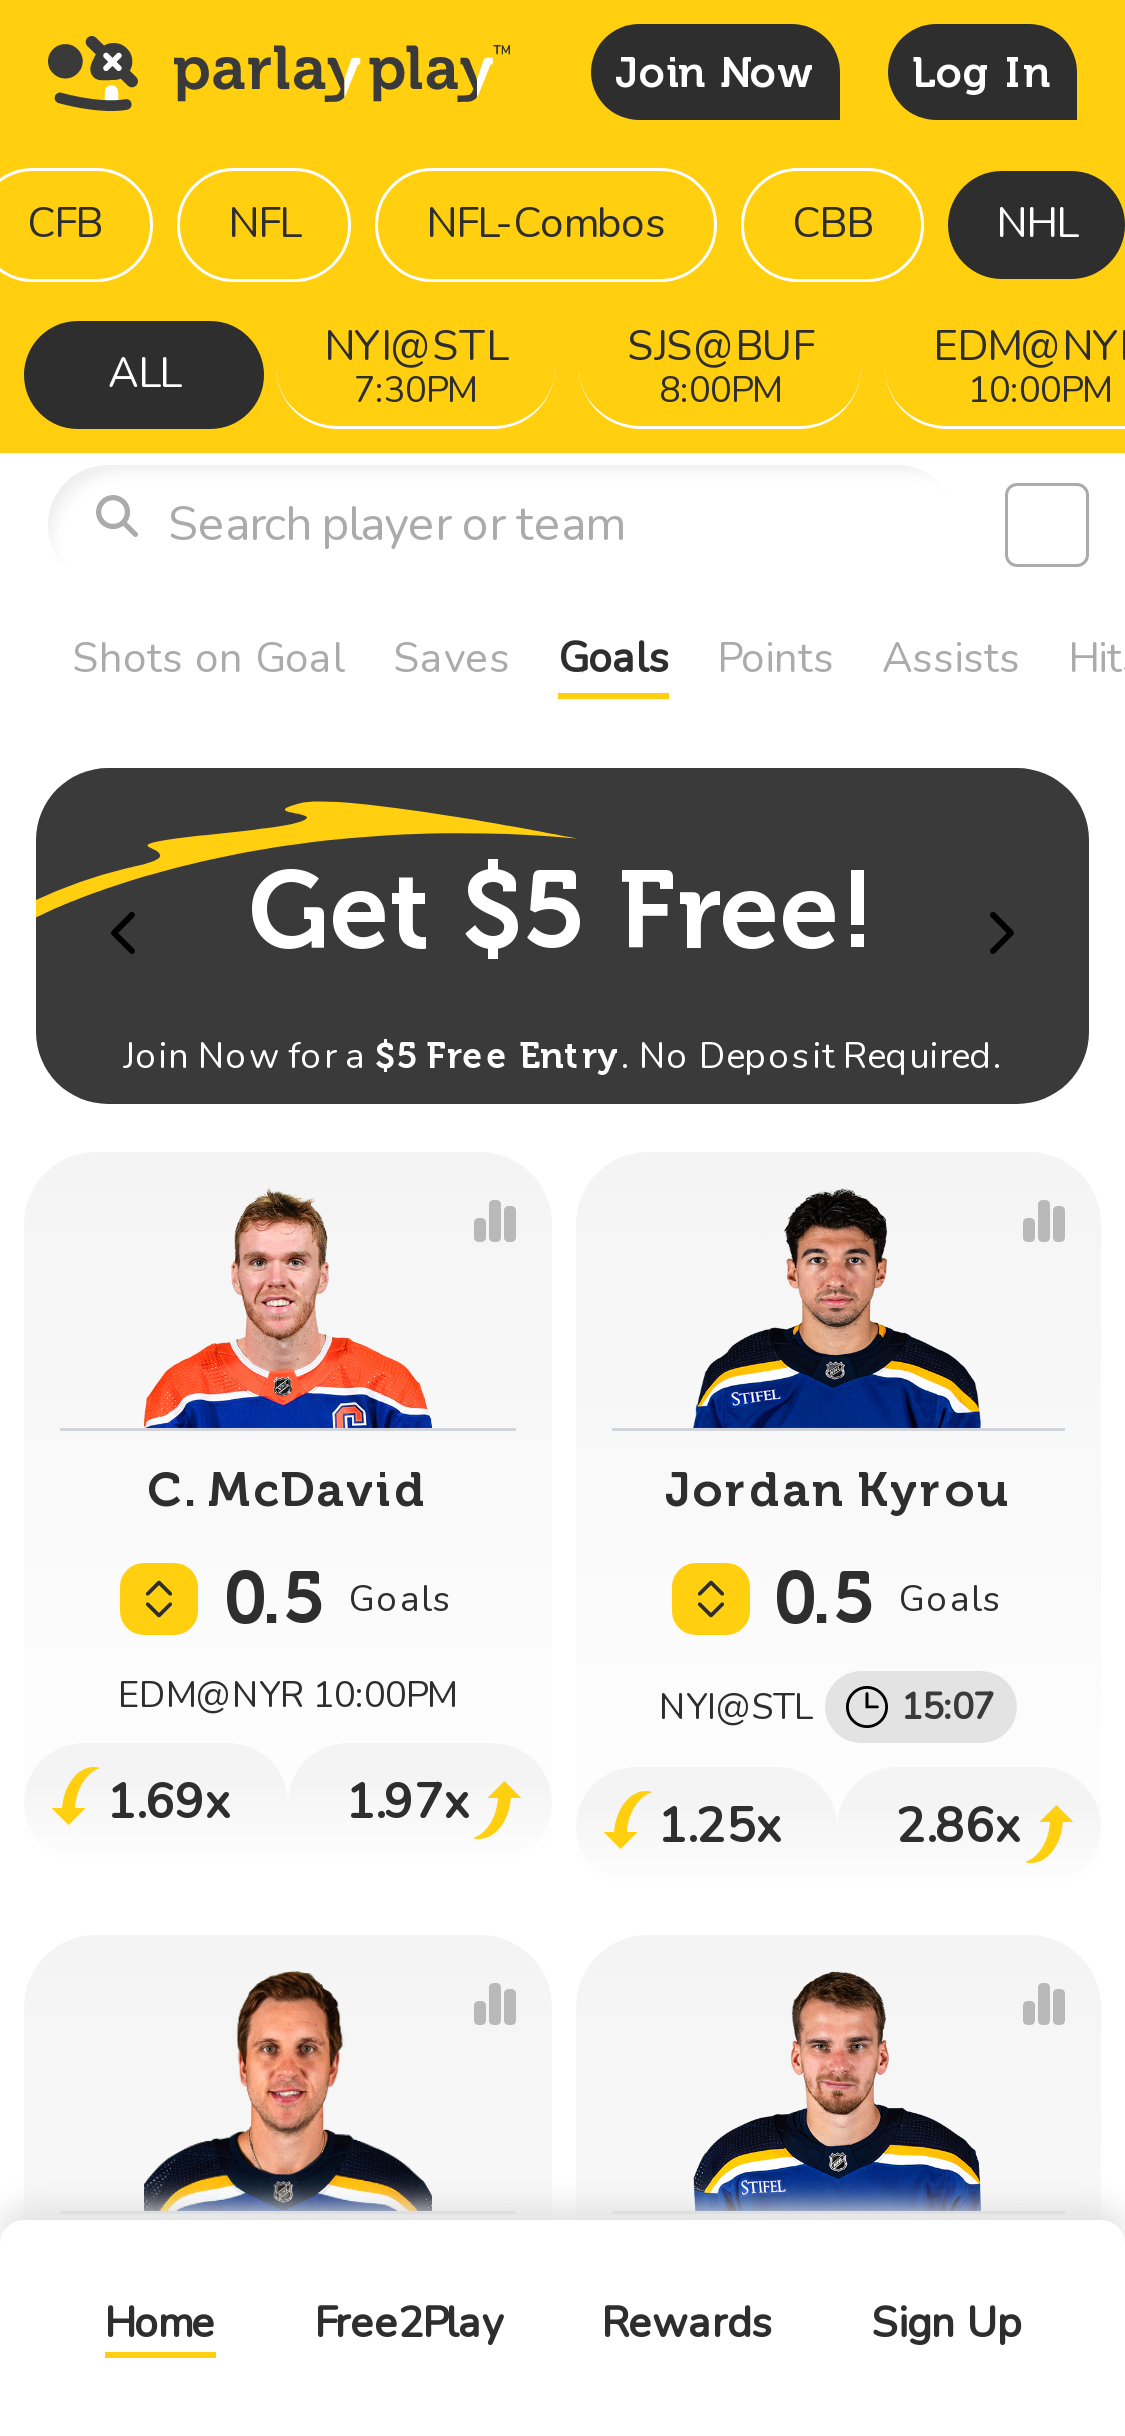 parlay play™
Join Now
Log In
CFB
NFL
NFL-Combos
CBB
NHL
ALL
NYI@STL
7:30PM
SJS@BUF
8:00PM
EDM@NY
10:00PM
Search player or team
Shots on Goal
Saves
Goals
Points
Assists
Hits
Get $5 Free!
Join Now for a $5 Free Entry. No Deposit Required.
C. McDavid
0.5 Goals
EDM@NYR 10:00PM
1.69x
1.97x
STIFEL
Jordan Kyrou
0.5 Goals
NYI@STL 15:07
1.25x
2.86x
STIFEL
Home
Free2Play
Rewards
Sign Up